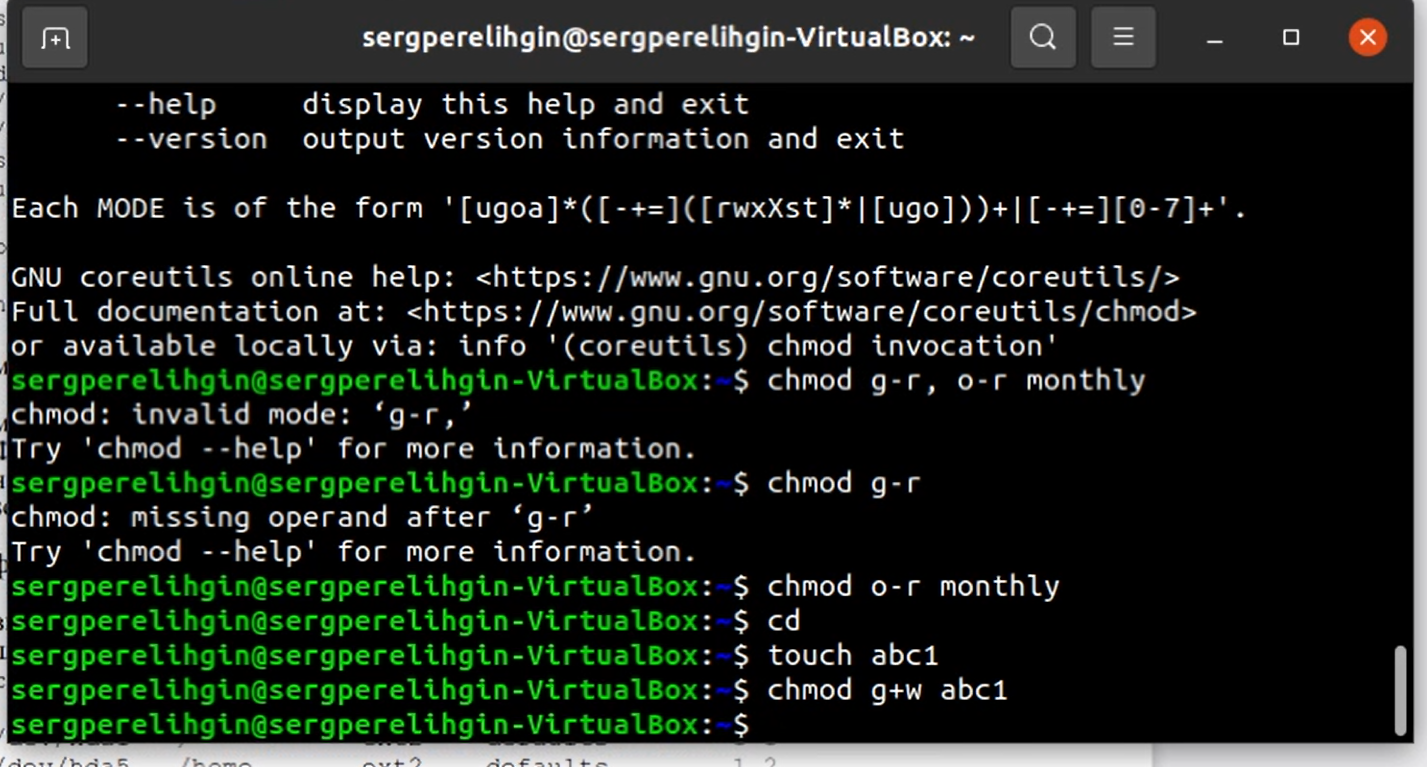 sergperelihgin@sergperelihgin-VirtualBox: ~
--help     display this help and exit
--version  output version information and exit
Each MODE is of the form '[ugoa]*([-+=]([rwxXst]*|[ugo]))+|[-+=][0-7]+'.
GNU coreutils online help: <https://www.gnu.org/software/coreutils/>
Full documentation at: <https://www.gnu.org/software/coreutils/chmod>
or available locally via: info '(coreutils) chmod invocation'
sergperelihgin@sergperelihgin-VirtualBox:~$ chmod g-r, o-r monthly
chmod: invalid mode: ‘g-r,’
Try 'chmod --help' for more information.
sergperelihgin@sergperelihgin-VirtualBox:~$ chmod g-r
chmod: missing operand after ‘g-r’
Try 'chmod --help' for more information.
sergperelihgin@sergperelihgin-VirtualBox:~$ chmod o-r monthly
sergperelihgin@sergperelihgin-VirtualBox:~$ cd
sergperelihgin@sergperelihgin-VirtualBox:~$ touch abc1
sergperelihgin@sergperelihgin-VirtualBox:~$ chmod g+w abc1
sergperelihgin@sergperelihgin-VirtualBox:~$
/dev/hda5 /home ext2 defaults 1 2